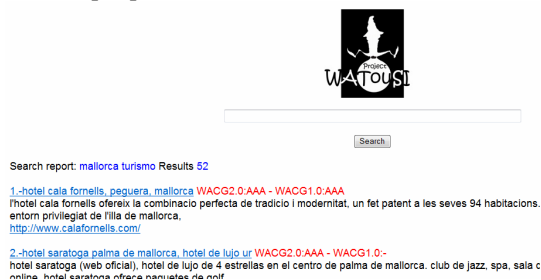 Project
WATOUSI
Search
Search report: mallorca turismo Results 52
1.-hotel cala fornells, peguera, mallorca WACG2.0:AAA - WACG1.0:AAA
l'hotel cala fornells ofereix la combinacio perfecta de tradicio i modernitat, un fet patent a les seves 94 habitacions.
entorn privilegiat de l'illa de mallorca,
http://www.calafornells.com/
2.-hotel saratoga palma de mallorca, hotel de lujo ur WACG2.0:AAA - WACG1.0:-
hotel saratoga (web oficial), hotel de lujo de 4 estrellas en el centro de palma de mallorca. club de jazz, spa, sala
online. hotel saratoga ofrece paquetes de golf